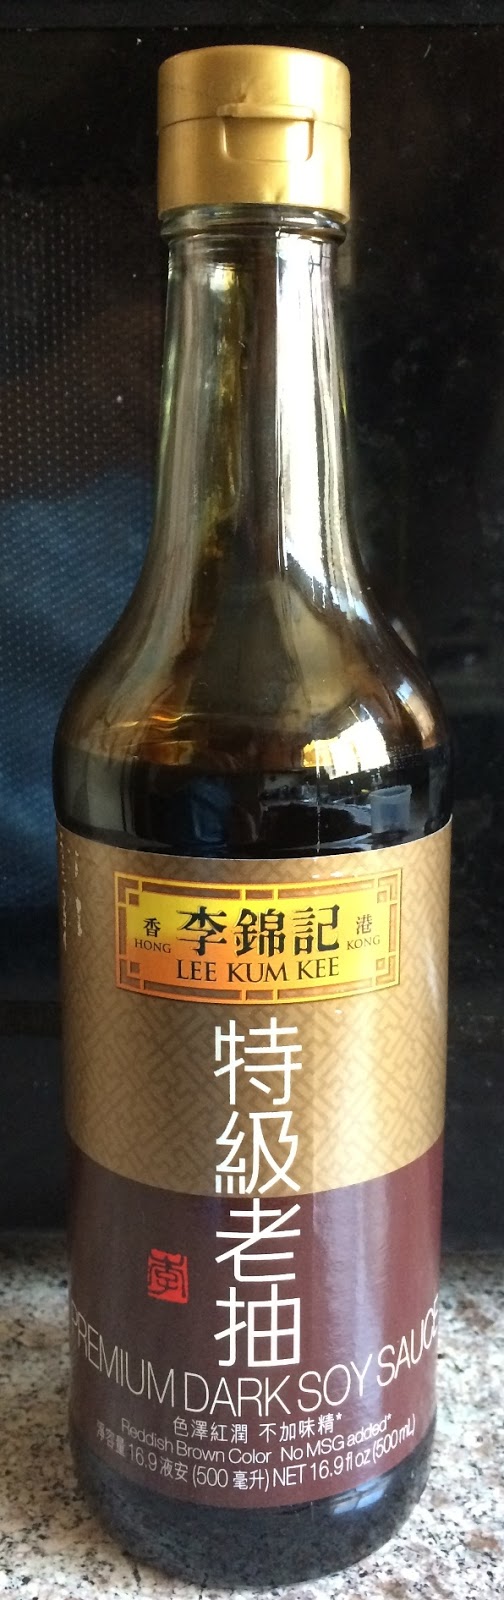 香 李錦記 港
HONG LEE KUM KEE KONG
特級老抽
李
PREMIUM DARK SOY SAUCE
色澤紅潤 不加味精*
Reddish Brown Color No MSG added*
淨容量 16.9 液安 (500 毫升) NET 16.9 fl oz (500 mL)